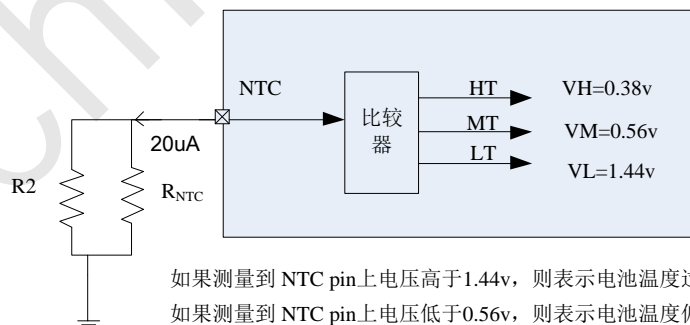 NTC
HT
VH=0.38v
比较
器
MT
VM=0.56v
LT
VL=1.44v
20uA
R2
RNTC
如果测量到 NTC pin上电压高于1.44v，则表示电池温度
如果测量到 NTC pin上电压低于0.56v，则表示电池温度